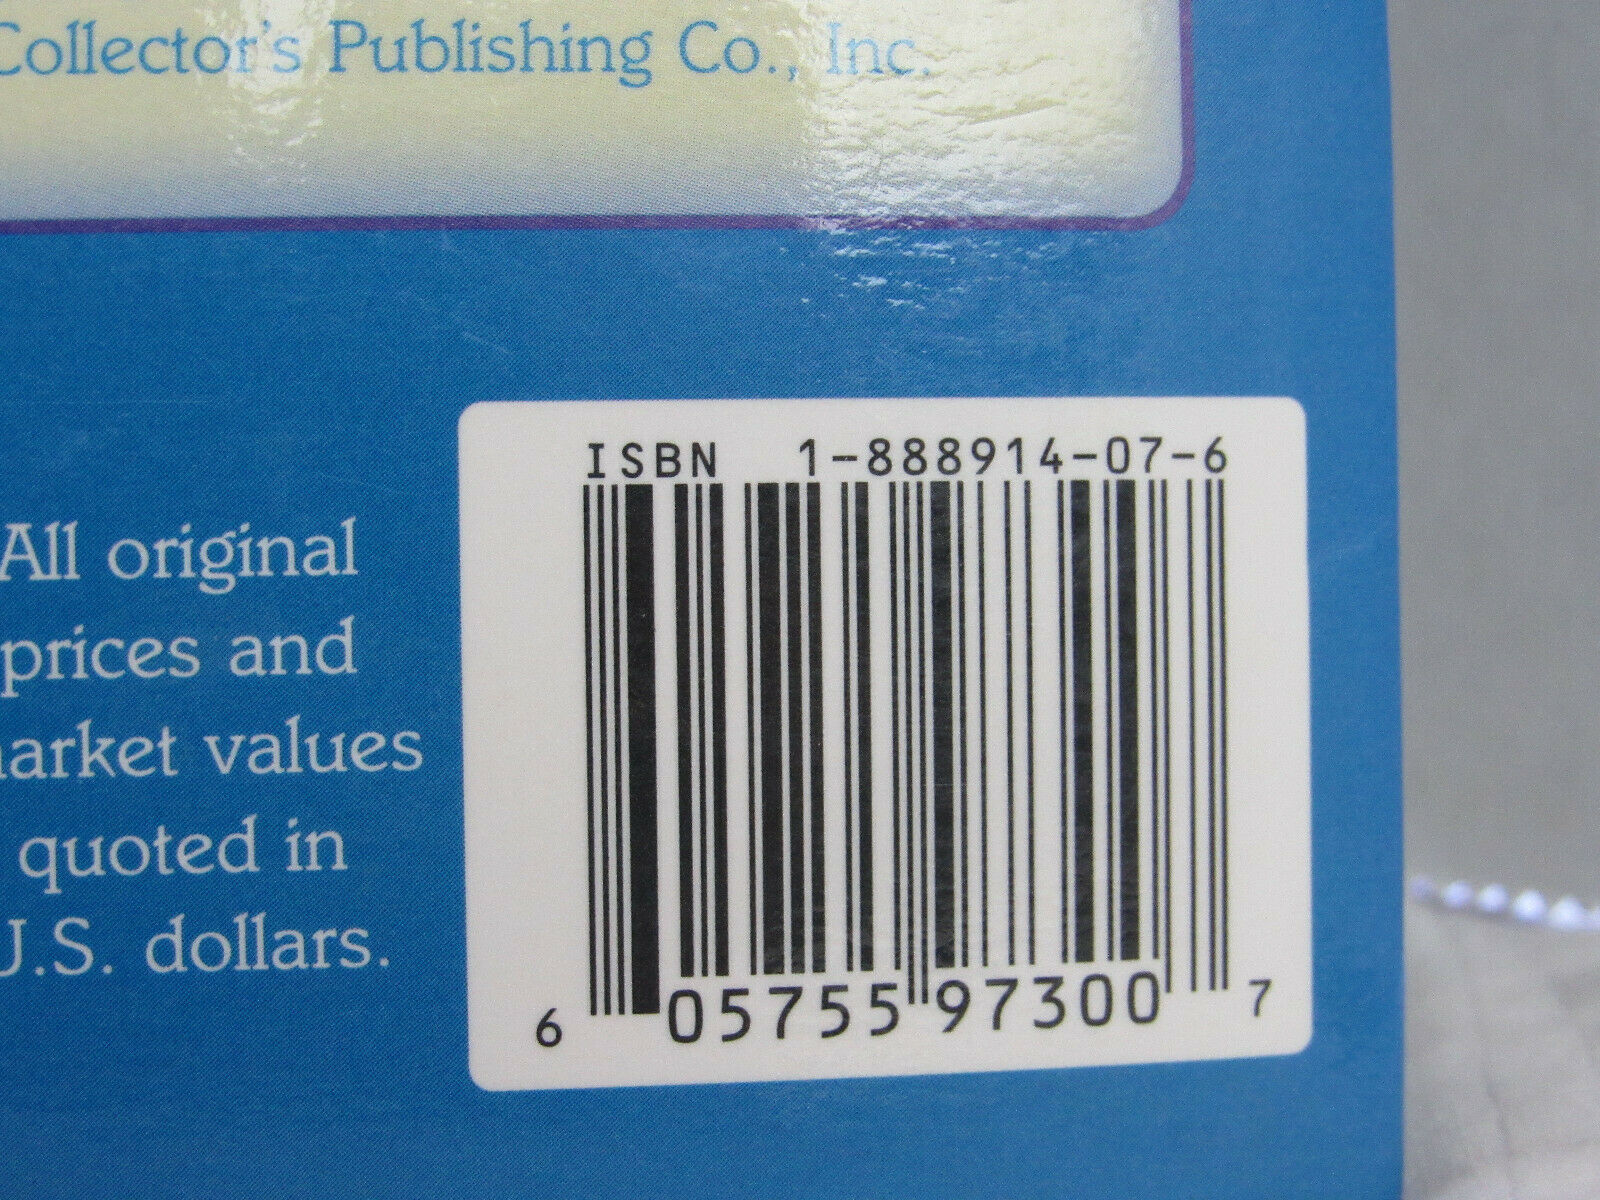 Collector's Publishing Co., Inc.
All original
prices and
market values
quoted in
U.S. dollars.
ISBN 1-888914-07-6
6 05755 97300 7